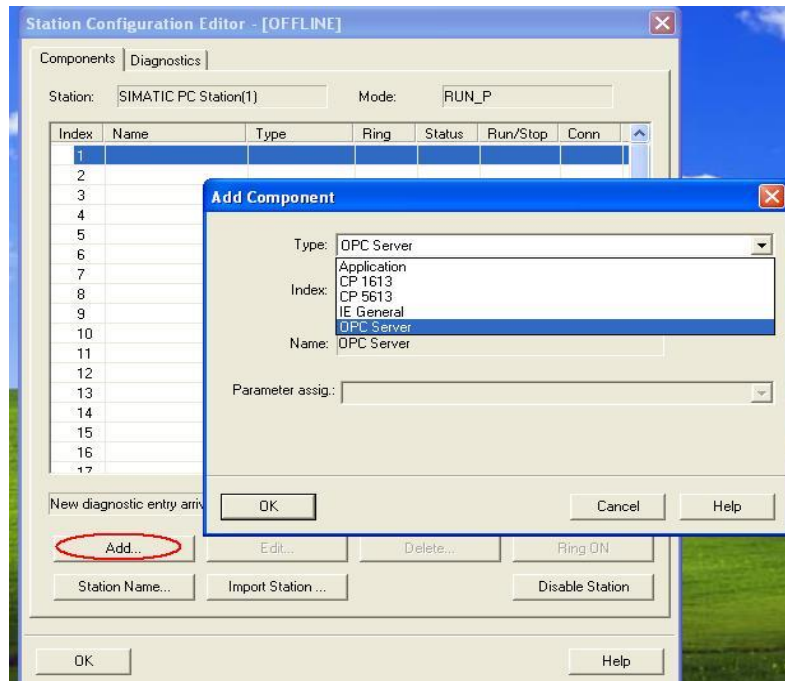 Station Configuration Editor - [OFFLINE]
Components Diagnostics
Station: SIMATIC PC Station(1) Mode: RUN_P
Index Name Type Ring Status Run/Stop Conn
1
2
3
4
5
6
7
8
9
10
11
12
13
14
15
16
17
Add Component
Type: OPC Server
Application
CP 1613
CP 5613
IE General
OPC Server
Index:
Name: OPC Server
Parameter assig.:
OK Cancel Help
New diagnostic entry arriv
Add... Edit... Delete... Ring ON
Station Name... Import Station ... Disable Station
OK Help